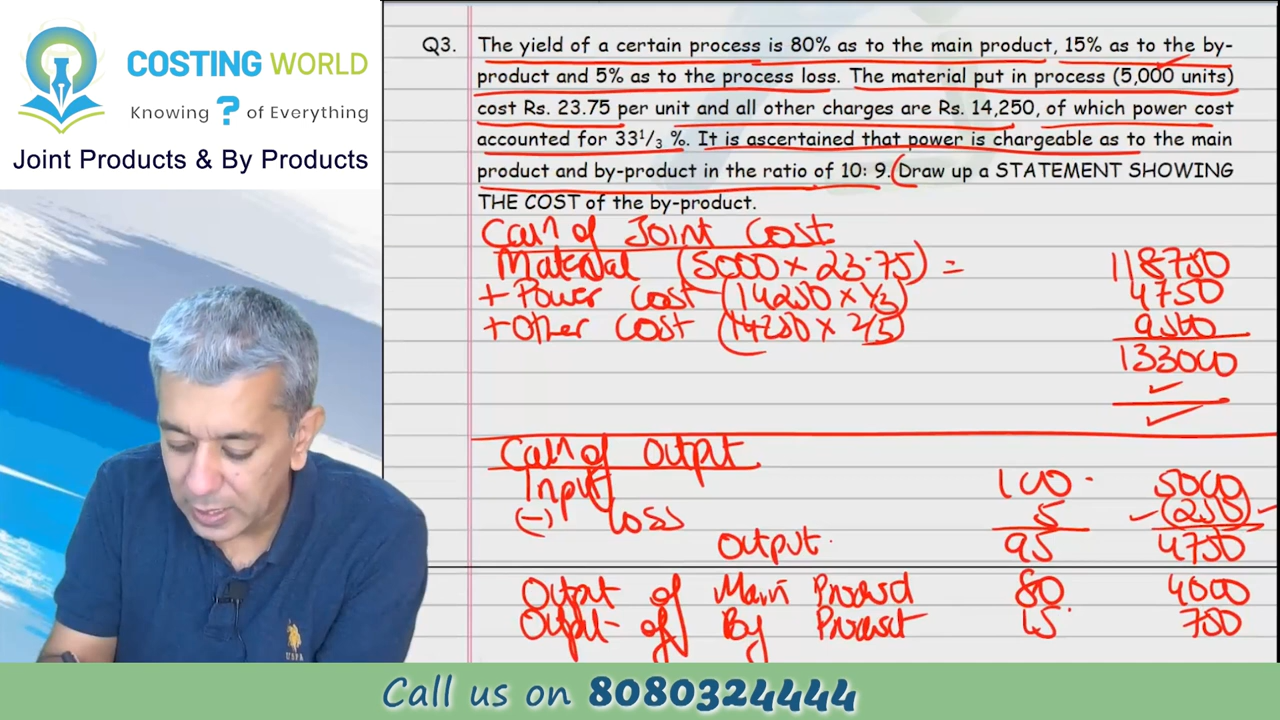 COSTING WORLD
Knowing ? of Everything
Joint Products & By Products
Q3. The yield of a certain process is 80% as to the main product, 15% as to the by-
product and 5% as to the process loss. The material put in process (5,000 units)
cost Rs. 23.75 per unit and all other charges are Rs. 14,250, of which power cost
accounted for 33 1/3 %. It is ascertained that power is chargeable as to the main
product and by-product in the ratio of 10: 9. Draw up a STATEMENT SHOWING
THE COST of the by-product.
Caln of Joint Cost
Material (5000 × 23.75) = 118750
+ Power Cost (14250 × 1/3) 4750
+ Other Cost (14250 × 2/3) 9500
133000
Caln of Output
Input 100 5000
(-) Loss 5 (250)
Output 95 4750
Output of Main Product 80 4000
Output of By Product 15 750
Call us on 8080324444